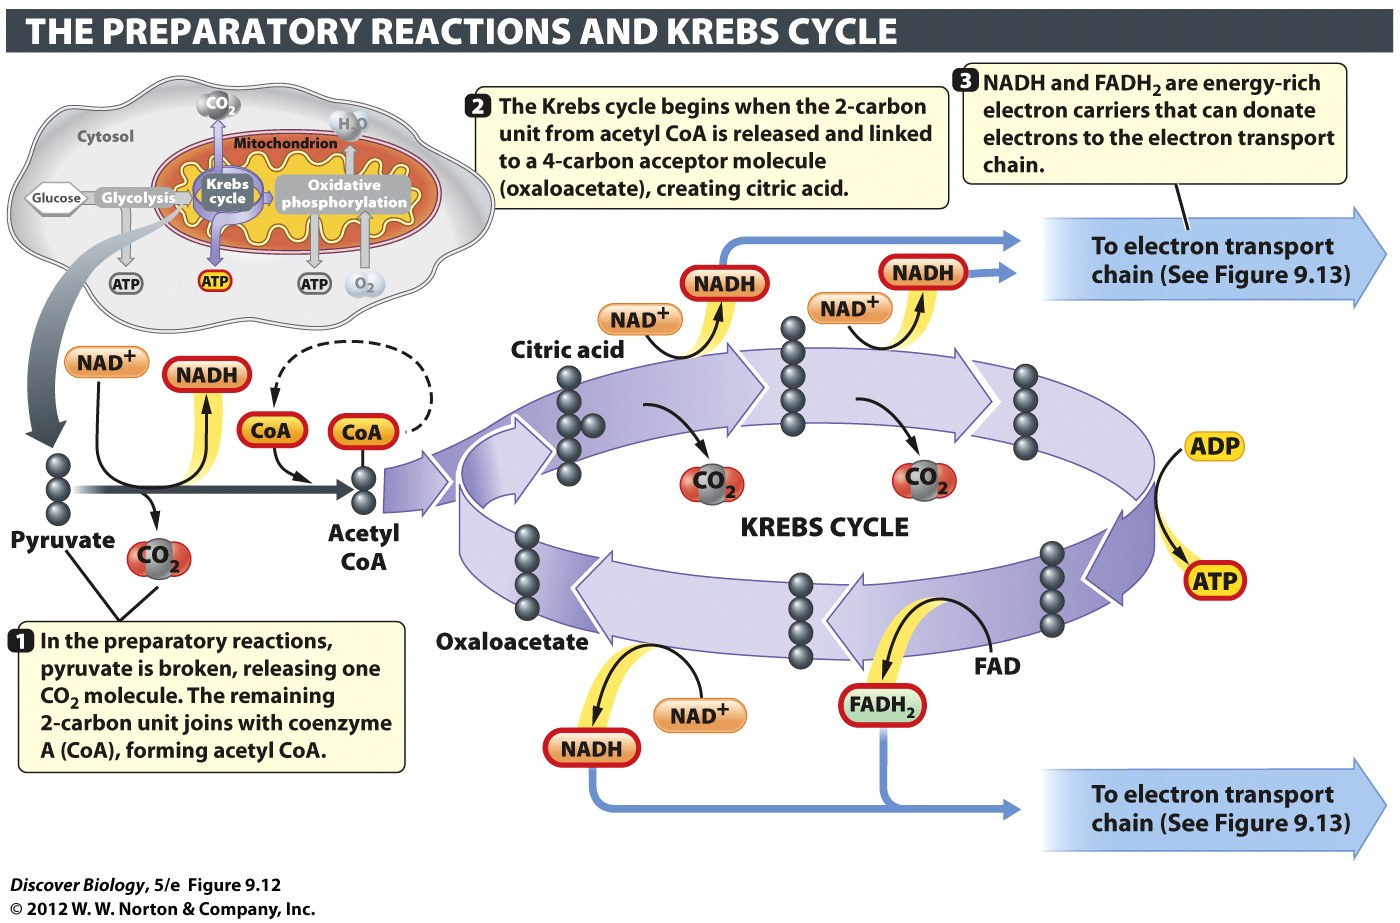 THE PREPARATORY REACTIONS AND KREBS CYCLE
CO2
Cytosol
H2O
Mitochondrion
Glucose
Glycolysis
Krebs
cycle
Oxidative
phosphorylation
ATP
ATP
ATP
O2
2 The Krebs cycle begins when the 2-carbon
unit from acetyl CoA is released and linked
to a 4-carbon acceptor molecule
(oxaloacetate), creating citric acid.
3 NADH and FADH2 are energy-rich
electron carriers that can donate
electrons to the electron transport
chain.
To electron transport
chain (See Figure 9.13)
NADH
NADH
NAD+
NAD+
Citric acid
NAD+
NADH
CoA
CoA
ADP
CO2
CO2
KREBS CYCLE
Pyruvate
Acetyl
CoA
CO2
ATP
Oxaloacetate
FAD
1 In the preparatory reactions,
pyruvate is broken, releasing one
CO2 molecule. The remaining
2-carbon unit joins with coenzyme
A (CoA), forming acetyl CoA.
FADH2
NAD+
NADH
To electron transport
chain (See Figure 9.13)
Discover Biology, 5/e Figure 9.12
© 2012 W. W. Norton & Company, Inc.